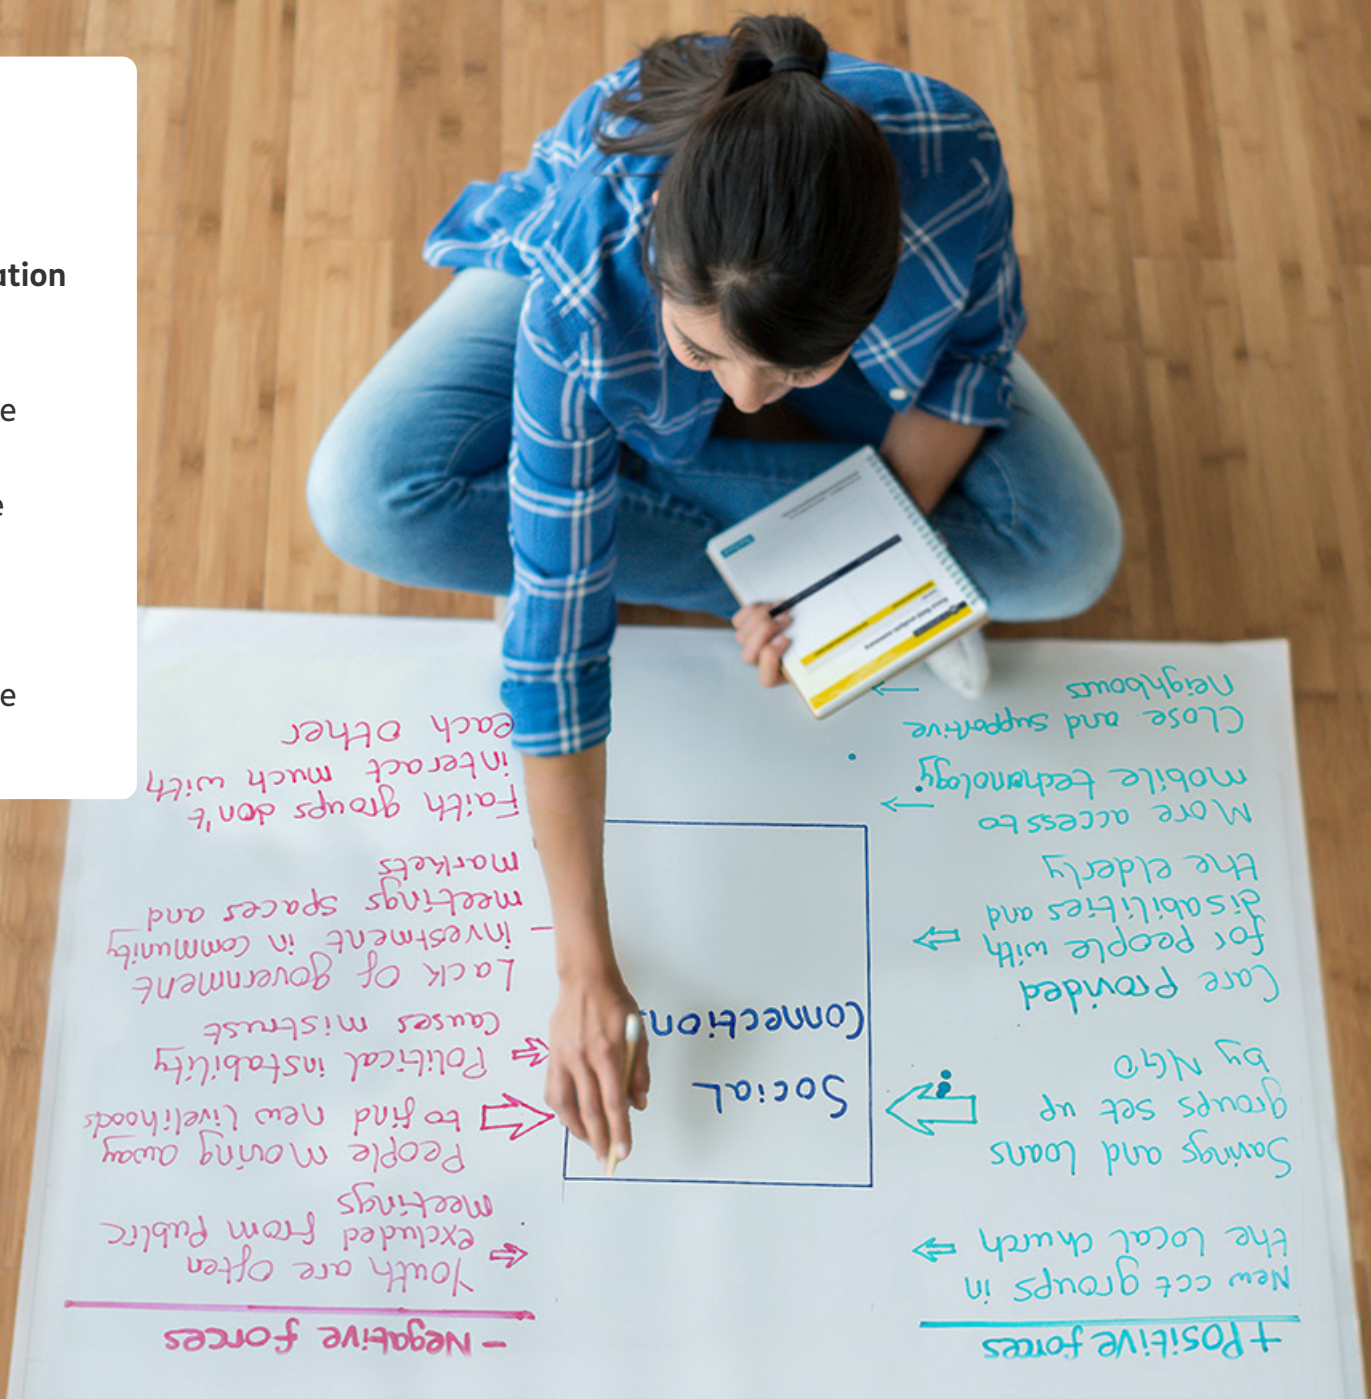 ation
e
e
e
+ Positive forces
New cct groups in
the local church
Savings and Loans
groups set up
by NGO
Care Provided
for people with
disabilities and
the elderly
More access to
mobile techonology
Close and supportive
neighbours
Social
Connection
- Negative forces
Youth are often
excluded from Public
meetings
People moving away
to find new livelihoods
Political instability
causes mistrust
Lack of government
investment in community
meetings spaces and
markets
Faith groups don't
interact much with
each other